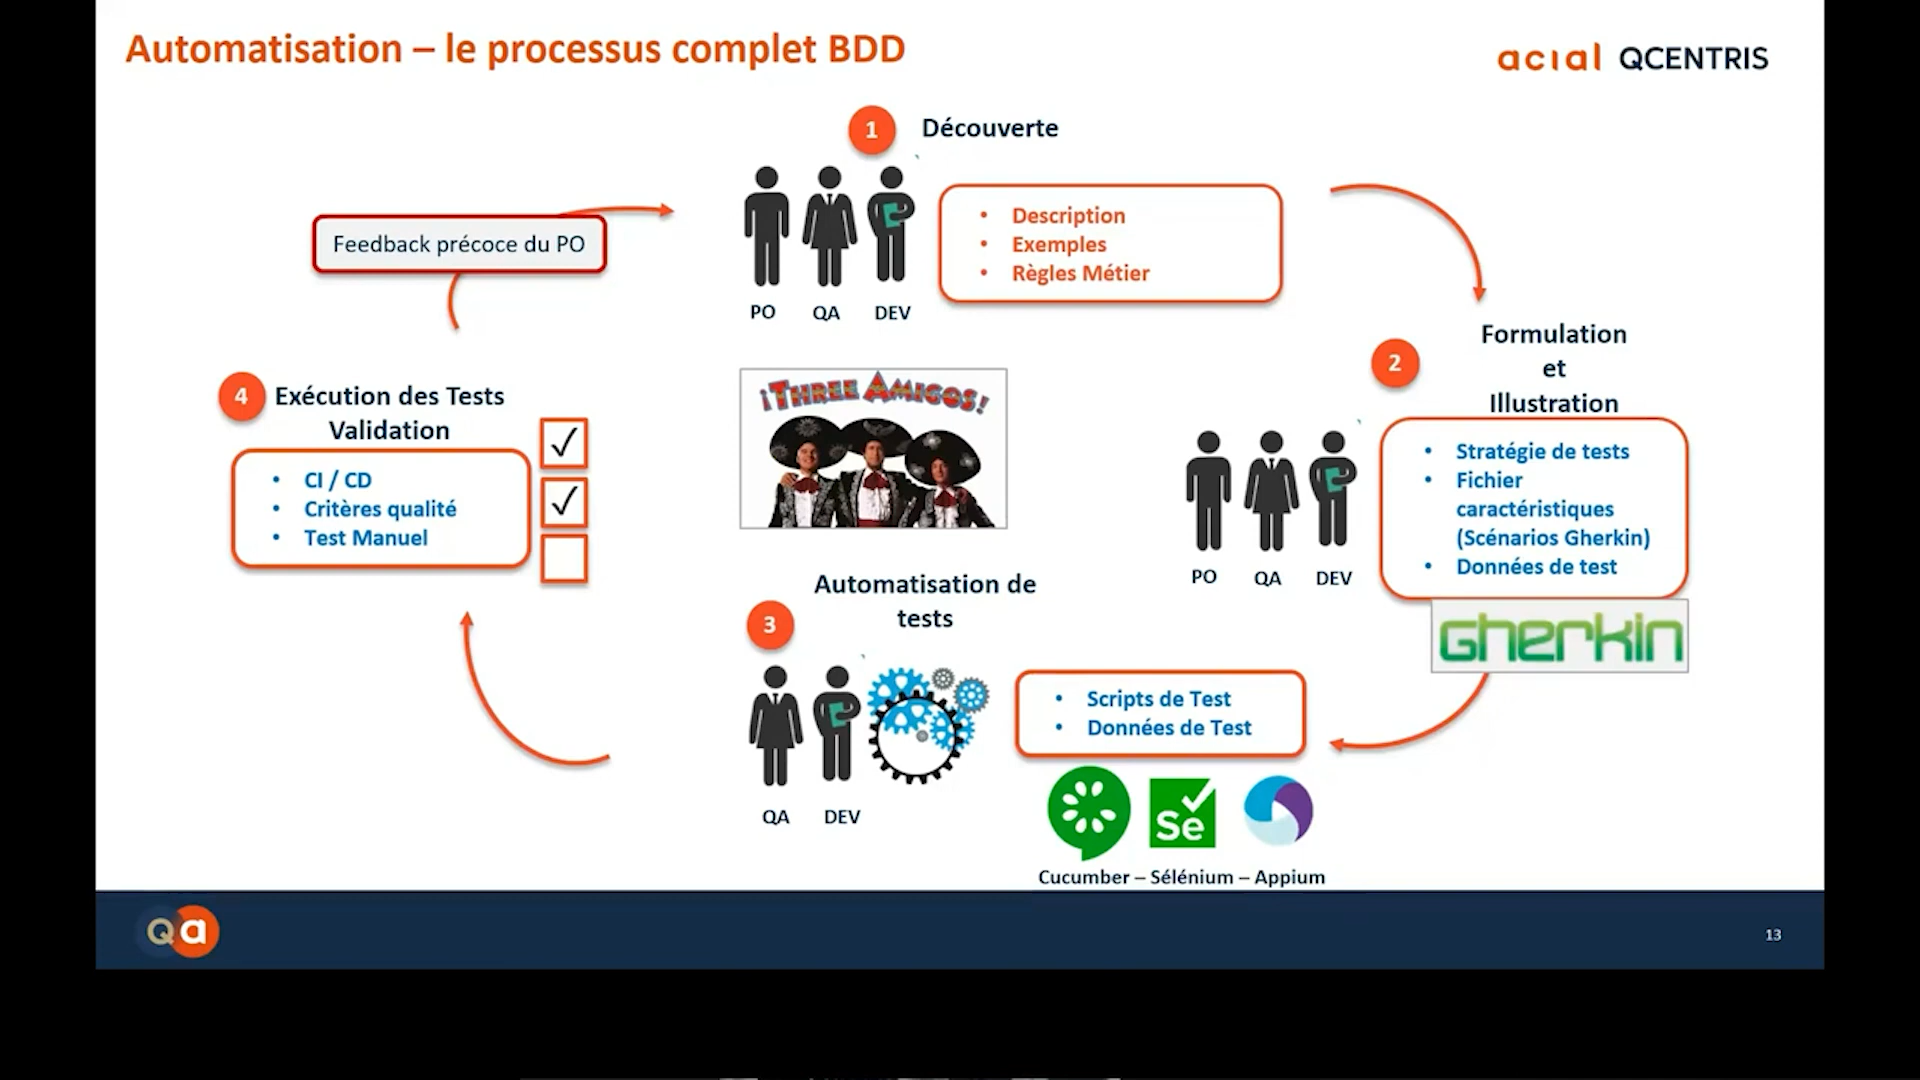 Automatisation – le processus complet BDD
acial QCENTRIS
1 Découverte
Description
Exemples
Règles Métier
PO QA DEV
Feedback précoce du PO
2
Formulation
et
Illustration
Stratégie de tests
Fichier
caractéristiques
(Scénarios Gherkin)
Données de test
PO QA DEV
Gherkin
¡THREE AMIGOS!
3
Automatisation de
tests
Scripts de Test
Données de Test
QA DEV
Se
Cucumber – Sélénium – Appium
4 Exécution des Tests
Validation
CI / CD
Critères qualité
Test Manuel
Qa
13